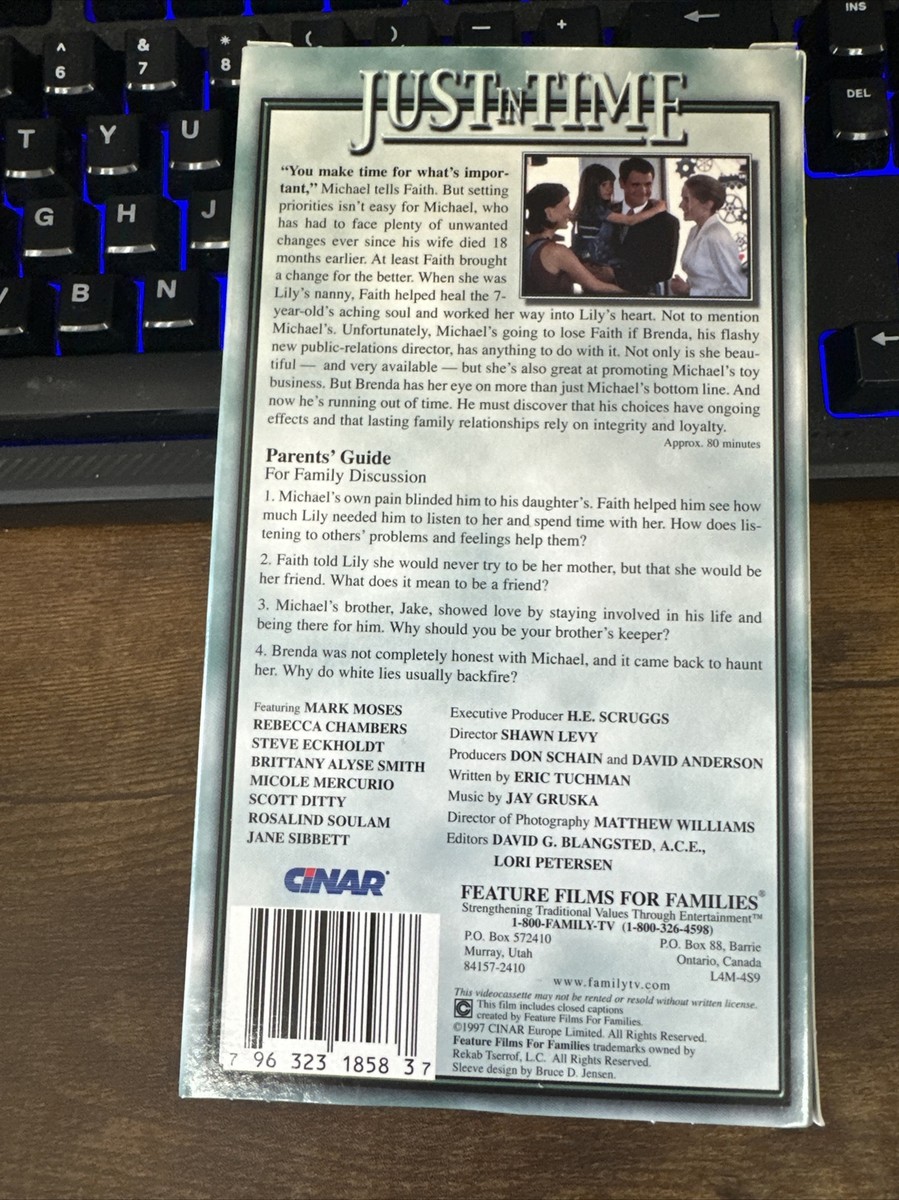 INS
DEL
^
6
&
7
*
8
(
)
—
+
←
T
Y
U
G
H
J
B
N
←
JUST IN TIME
“You make time for what’s impor-
tant,” Michael tells Faith. But setting
priorities isn’t easy for Michael, who
has had to face plenty of unwanted
changes ever since his wife died 18
months earlier. At least Faith brought
a change for the better. When she was
Lily’s nanny, Faith helped heal the 7-
year-old’s aching soul and worked her way into Lily’s heart. Not to mention
Michael’s. Unfortunately, Michael’s going to lose Faith if Brenda, his flashy
new public-relations director, has anything to do with it. Not only is she beau-
tiful — and very available — but she’s also great at promoting Michael’s toy
business. But Brenda has her eye on more than just Michael’s bottom line. And
now he’s running out of time. He must discover that his choices have ongoing
effects and that lasting family relationships rely on integrity and loyalty.
Approx. 80 minutes
Parents’ Guide
For Family Discussion
1. Michael’s own pain blinded him to his daughter’s. Faith helped him see how
much Lily needed him to listen to her and spend time with her. How does lis-
tening to others’ problems and feelings help them?
2. Faith told Lily she would never try to be her mother, but that she would be
her friend. What does it mean to be a friend?
3. Michael’s brother, Jake, showed love by staying involved in his life and
being there for him. Why should you be your brother’s keeper?
4. Brenda was not completely honest with Michael, and it came back to haunt
her. Why do white lies usually backfire?
Featuring MARK MOSES
REBECCA CHAMBERS
STEVE ECKHOLDT
BRITTANY ALYSE SMITH
MICOLE MERCURIO
SCOTT DITTY
ROSALIND SOULAM
JANE SIBBETT
Executive Producer H.E. SCRUGGS
Director SHAWN LEVY
Producers DON SCHAIN and DAVID ANDERSON
Written by ERIC TUCHMAN
Music by JAY GRUSKA
Director of Photography MATTHEW WILLIAMS
Editors DAVID G. BLANGSTED, A.C.E.,
LORI PETERSEN
CiNAR®
7 96 323 1858 3 7
FEATURE FILMS FOR FAMILIES®
Strengthening Traditional Values Through Entertainment™
1-800-FAMILY-TV (1-800-326-4598)
P.O. Box 572410
Murray, Utah
84157-2410
P.O. Box 88, Barrie
Ontario, Canada
L4M-4S9
www.familytv.com
This videocassette may not be rented or resold without written license.
C This film includes closed captions
created by Feature Films For Families.
©1997 CINAR Europe Limited. All Rights Reserved.
Feature Films For Families trademarks owned by
Rekab Tserrof, L.C. All Rights Reserved.
Sleeve design by Bruce D. Jensen.